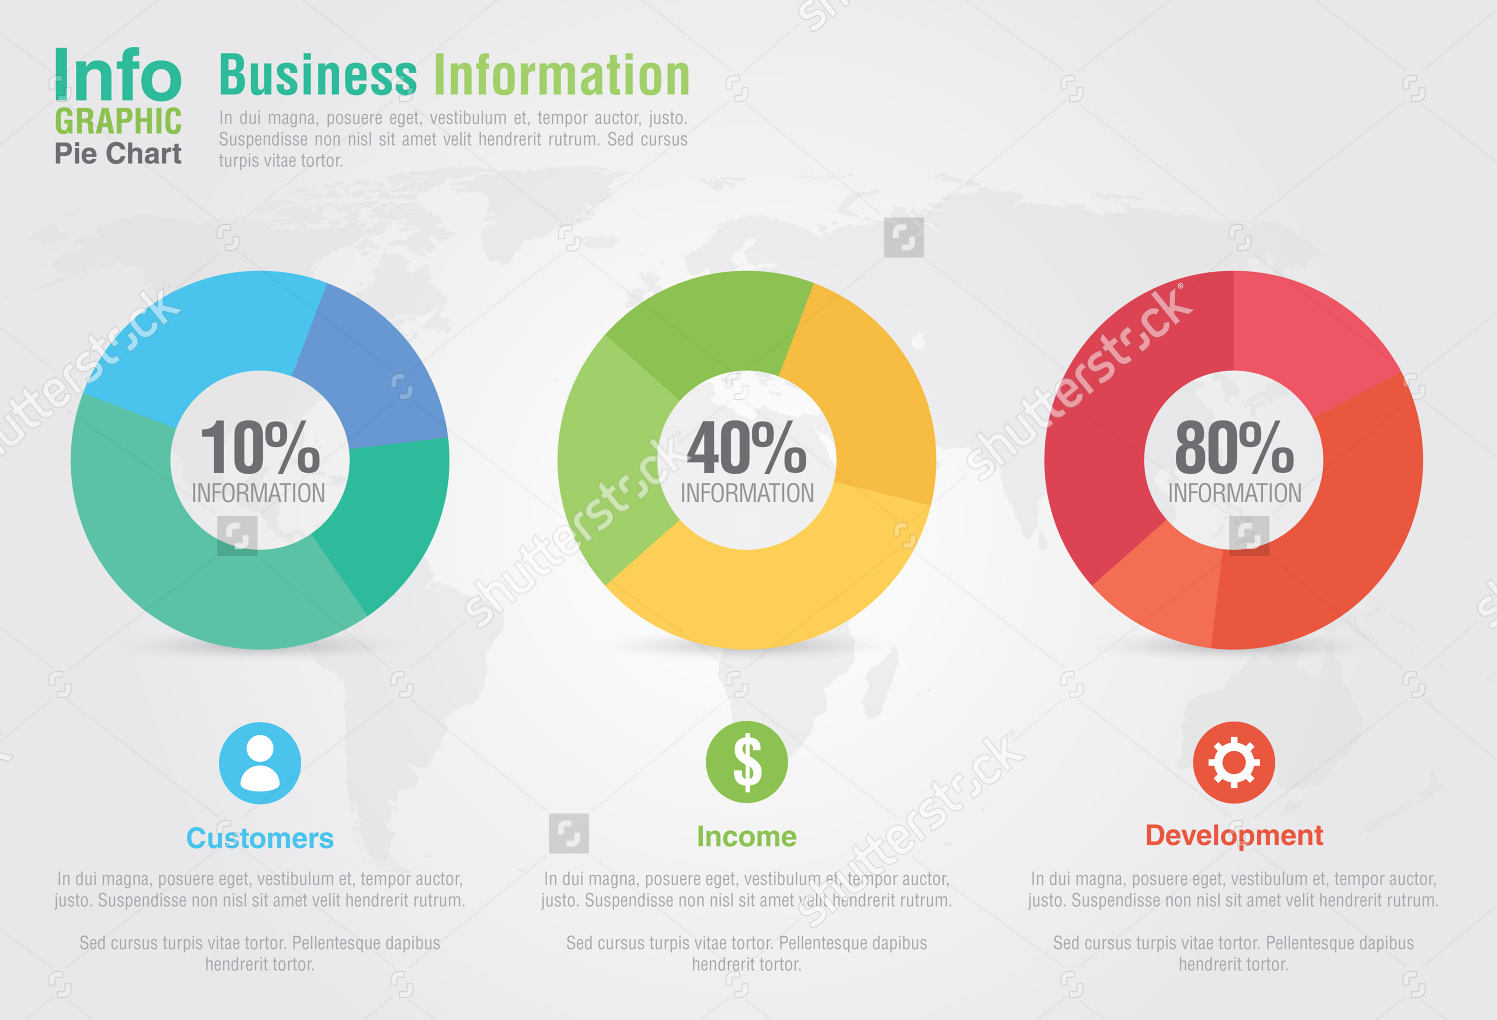 Info
GRAPHIC
Pie Chart
Business Information
In dui magna, posuere eget, vestibulum et, tempor auctor, justo.
Suspendisse non nisl sit amet velit hendrerit rutrum. Sed cursus
turpis vitae tortor.
10%
INFORMATION
40%
INFORMATION
80%
INFORMATION
shutterstock
shutterstock
shutterstock®
shutterstock
Customers
In dui magna, posuere eget, vestibulum et, tempor auctor,
justo. Suspendisse non nisl sit amet velit hendrerit rutrum.
Sed cursus turpis vitae tortor. Pellentesque dapibus
hendrerit tortor.
Income
In dui magna, posuere eget, vestibulum et, tempor auctor,
justo. Suspendisse non nisl sit amet velit hendrerit rutrum.
Sed cursus turpis vitae tortor. Pellentesque dapibus
hendrerit tortor.
Development
In dui magna, posuere eget, vestibulum et, tempor auctor,
justo. Suspendisse non nisl sit amet velit hendrerit rutrum.
Sed cursus turpis vitae tortor. Pellentesque dapibus
hendrerit tortor.